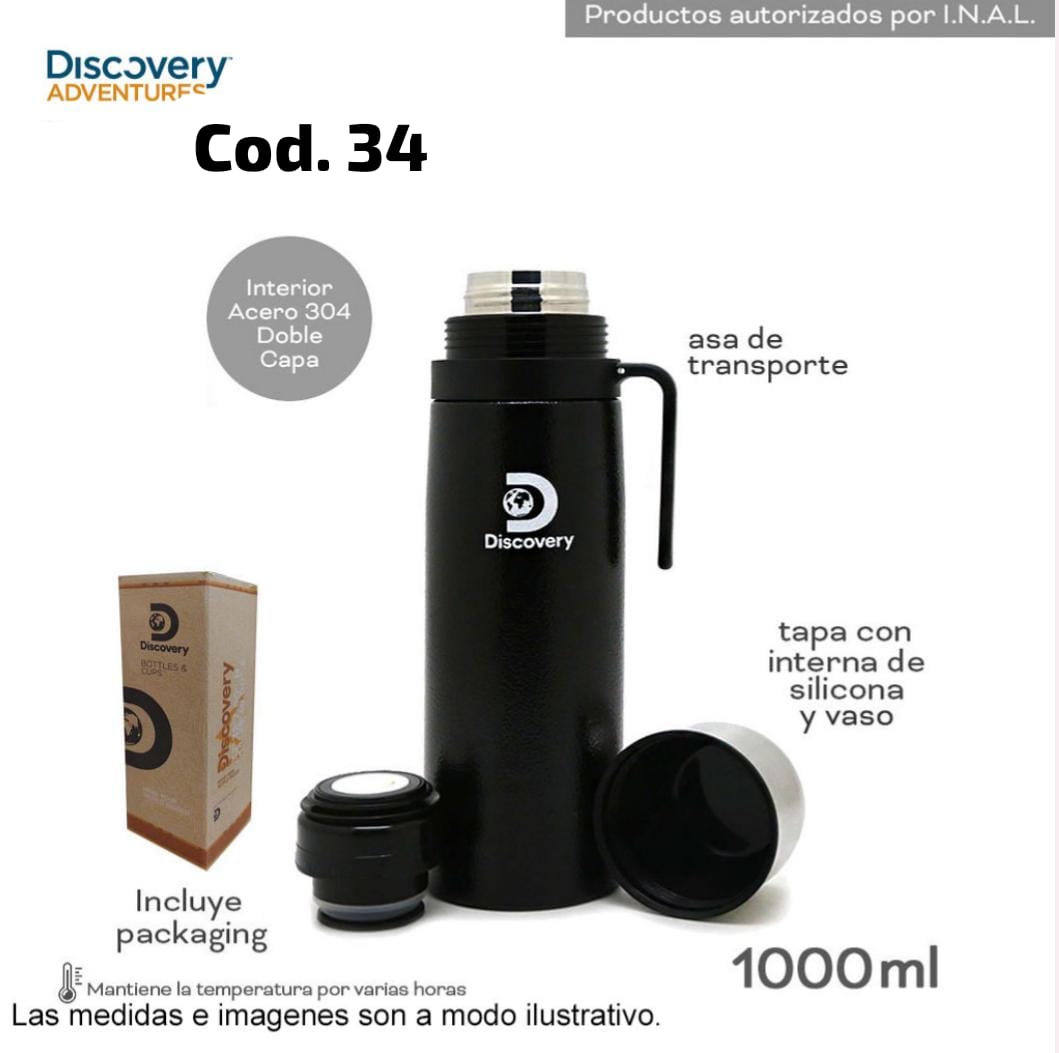 Productos autorizados por I.N.A.L.
Discovery
ADVENTURES
Cod. 34
Interior
Acero 304
Doble
Capa
asa de
transporte
Discovery
tapa con
interna de
silicona
y vaso
Discovery
BOTTLES &
CUPS
Discovery
Incluye
packaging
1000ml
Mantiene la temperatura por varias horas
Las medidas e imagenes son a modo ilustrativo.